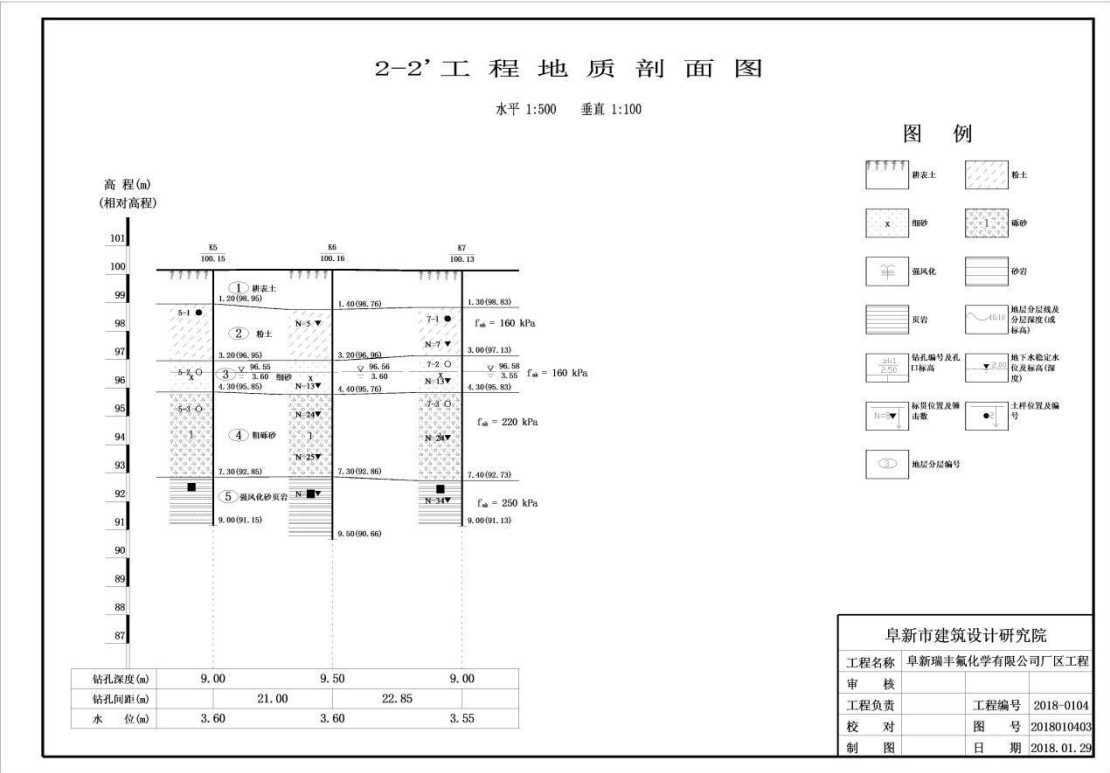 2-2'工 程 地 质 剖 面 图
水平 1:500 垂直 1:100
图 例
耕表土
粉土
细砂
x
砾砂
1
强风化
砂岩
页岩
地层分层线及分层深度(或标高)
钻孔编号及孔口标高
地下水稳定水位及标高(深度)
标贯位置及锤击数
土样位置及编号
地层分层编号
高 程(m)
(相对高程)
101
100
99
98
97
96
95
94
93
92
91
90
89
88
87
K5
100.15
K6
100.16
K7
100.13
① 耕表土
1.20(98.95)
1.40(98.76)
1.30(98.83)
5-1
N=5
7-1
fak = 160 kPa
② 粉土
N=7
3.20(96.95)
3.20(96.96)
3.00(97.13)
5-2
x
③ 细砂
96.55
3.60
96.56
3.60
7-2
96.58
3.55
fak = 160 kPa
x
N=13
x
N=13
4.30(95.85)
4.40(95.76)
4.30(95.83)
5-3
N=24
7-3
fak = 220 kPa
1
④ 粗砾砂
1
N=24
N=25
7.30(92.85)
7.30(92.86)
7.40(92.73)
⑤ 强风化砂页岩
N=34
fak = 250 kPa
9.00(91.15)
9.50(90.66)
9.00(91.13)
钻孔深度(m) 9.00 9.50 9.00
钻孔间距(m) 21.00 22.85
水 位(m) 3.60 3.60 3.55
阜新市建筑设计研究院
工程名称 阜新瑞丰氟化学有限公司厂区工程
审 核
工程负责 工程编号 2018-0104
校 对 图 号 2018010403
制 图 日 期 2018.01.29